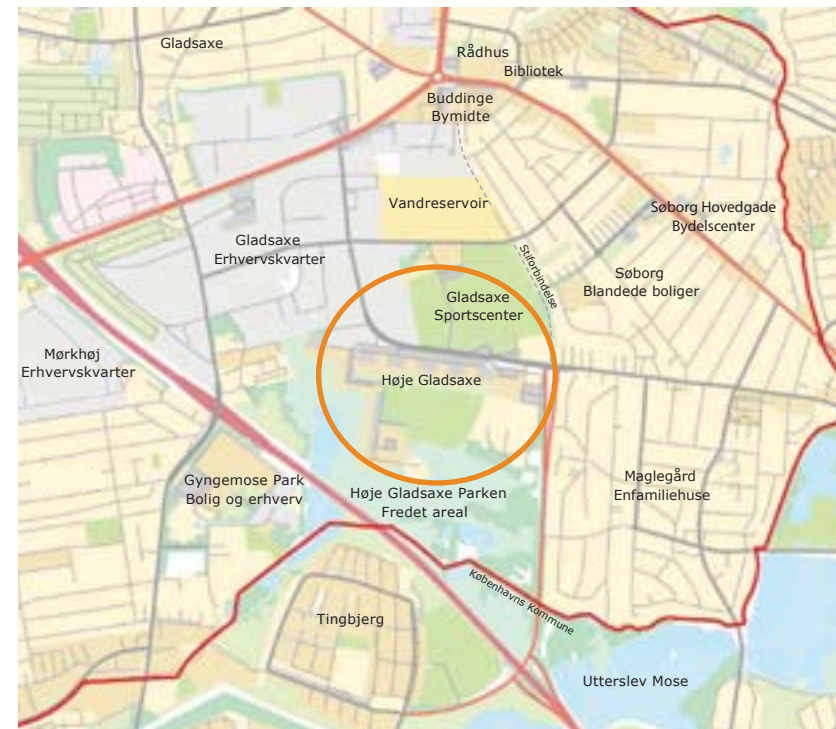 Gladsaxe
Rådhus
Bibliotek
Buddinge
Bymidte
Vandreservoir
Søborg Hovedgade
Bydelscenter
Gladsaxe
Erhvervskvarter
Stiforbindelse
Søborg
Blandede boliger
Gladsaxe
Sportscenter
Mørkhøj
Erhvervskvarter
Høje Gladsaxe
Gyngemose Park
Bolig og erhverv
Høje Gladsaxe Parken
Fredet areal
Maglegård
Enfamiliehuse
Københavns Kommune
Tingbjerg
Utterslev Mose